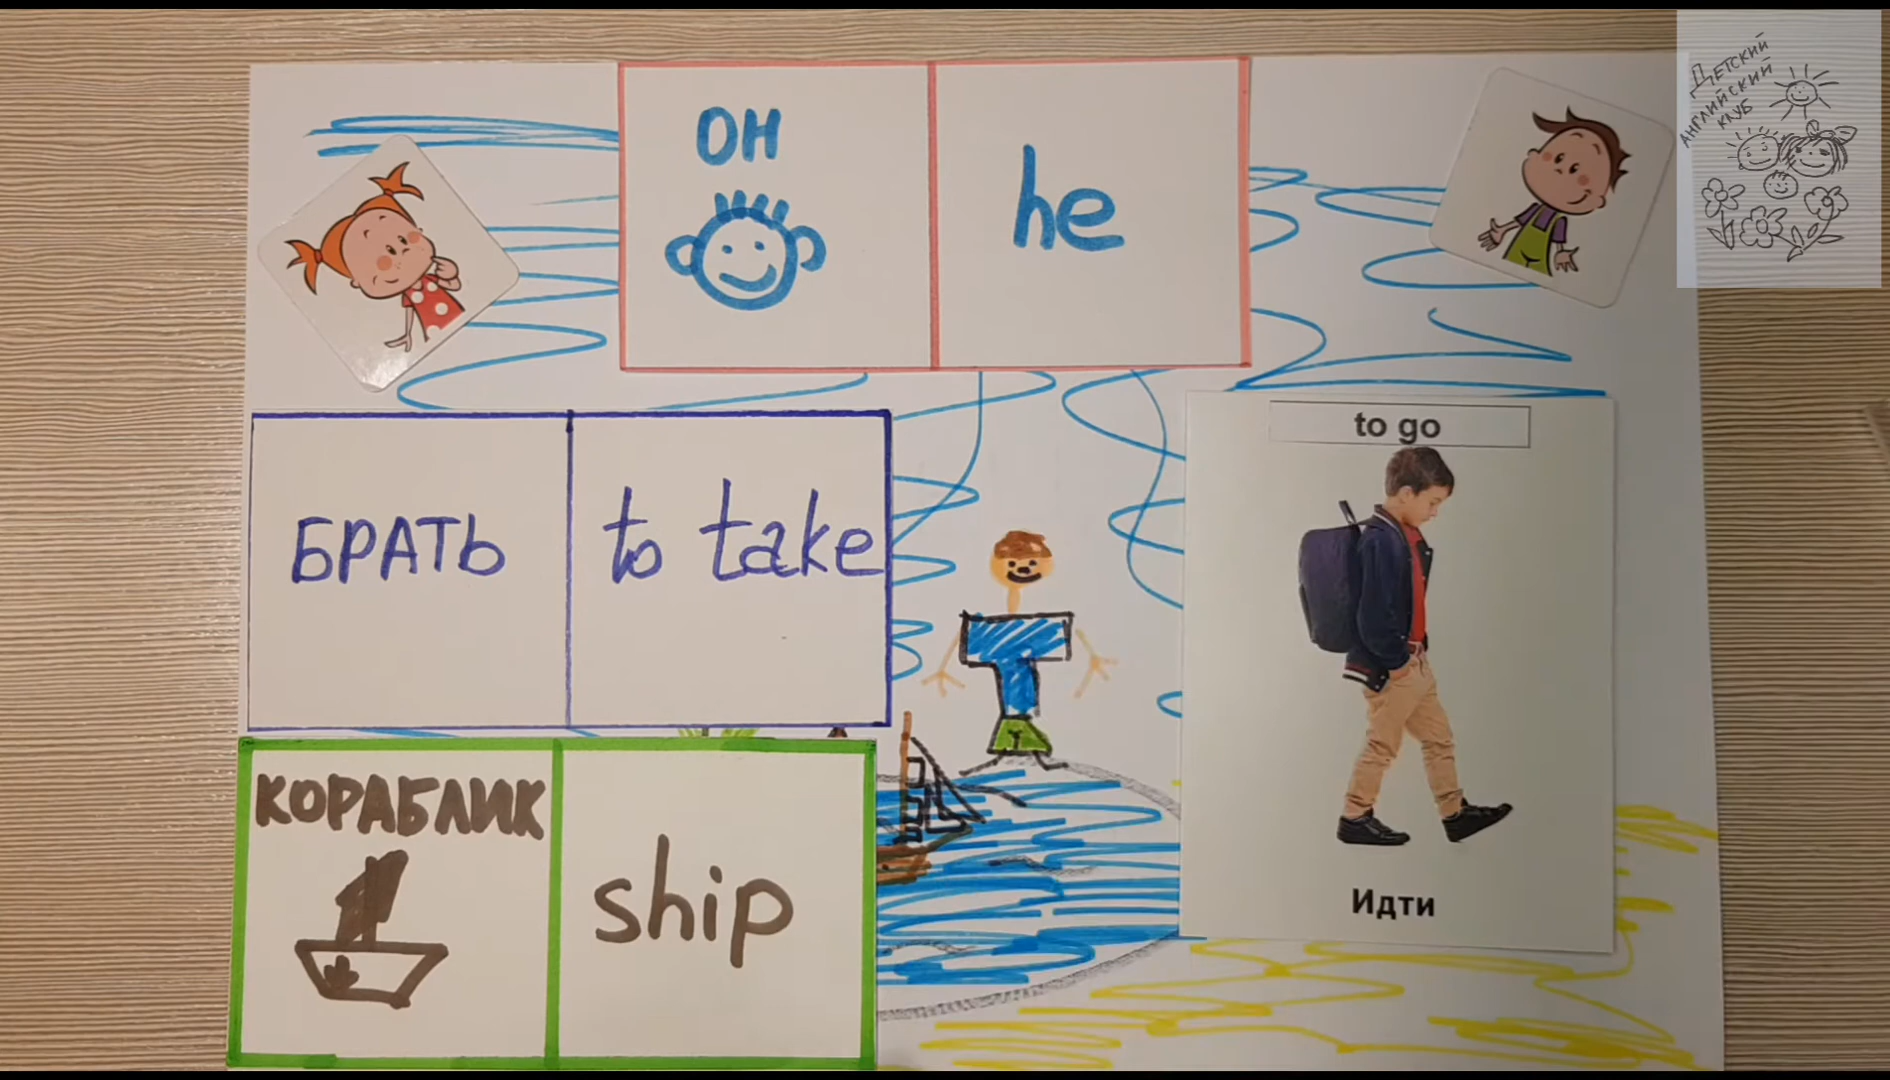 ДЕТСКИЙ
АНГЛИЙСКИЙ
КЛУБ
ОН
he
to go
БРАТЬ
to take
КОРАБЛИК
ship
Идти